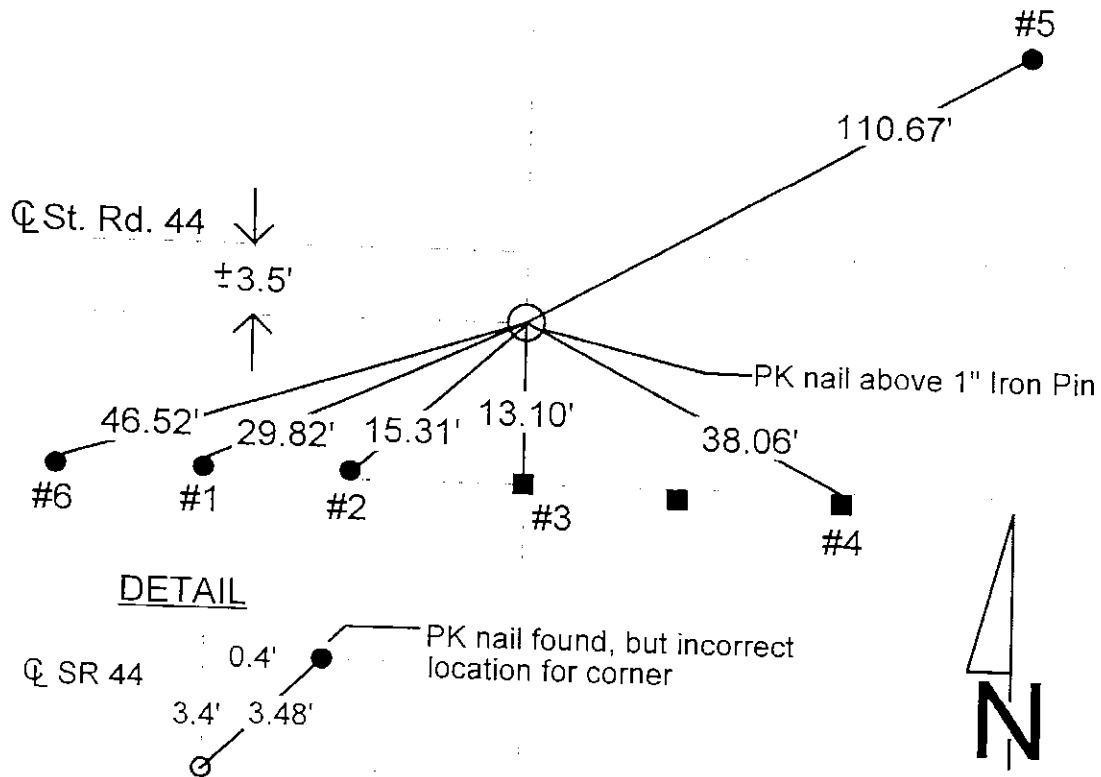 #5
110.67'
℄ St. Rd. 44
±3.5'
PK nail above 1" Iron Pin
46.52'
29.82'
15.31'
13.10'
38.06'
#6
#1
#2
#3
#4
DETAIL
PK nail found, but incorrect
location for corner
0.4'
℄ SR 44
3.4'
3.48'
N